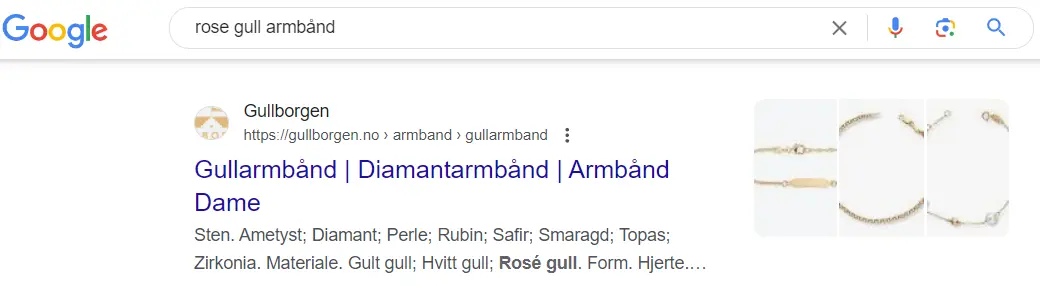 Google
rose gull armbånd
Gullborgen
https://gullborgen.no › armband › gullarmband
Gullarmbånd | Diamantarmbånd | Armbånd
Dame
Sten. Ametyst; Diamant; Perle; Rubin; Safir; Smaragd; Topas;
Zirkonia. Materiale. Gult gull; Hvitt gull; Rosé gull. Form. Hjerte.…